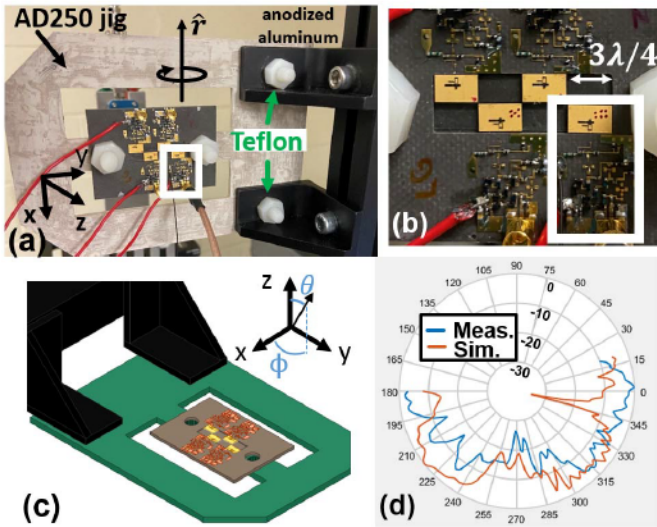 AD250 jig
r̂
anodized
aluminum
Teflon
y
x
z
(a)
3λ/4
(b)
z
θ
x
y
ϕ
(c)
(d)
90
105
75
120
60
135
45
150
30
165
15
180
0
195
345
210
330
225
315
240
300
255
285
270
0
-10
-20
-30
Meas.
Sim.